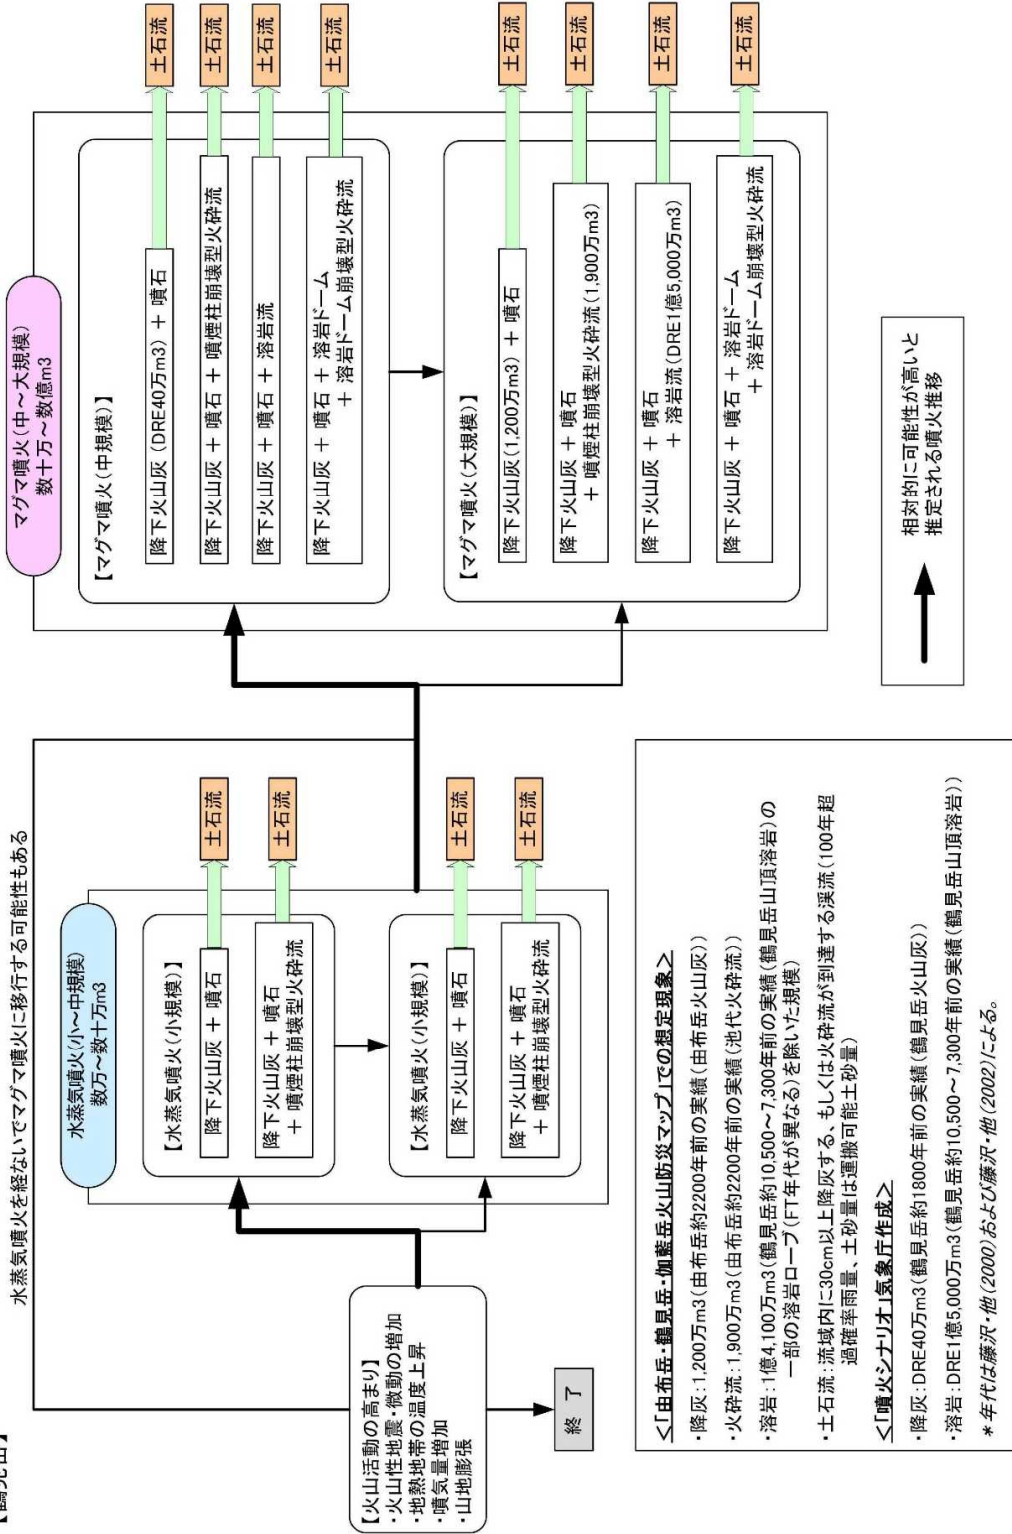 【鶴見岳】
水蒸気噴火を経ないでマグマ噴火に移行する可能性もある
【火山活動の高まり】
・火山性地震・微動の増加
・地熱地帯の温度上昇
・噴気量増加
・山地膨張
終 了
水蒸気噴火(小～中規模)
数万～数十万m3
【水蒸気噴火(小規模)】
降下火山灰 + 噴石
土石流
降下火山灰 + 噴石
+ 噴煙柱崩壊型火砕流
土石流
【水蒸気噴火(小規模)】
降下火山灰 + 噴石
土石流
降下火山灰 + 噴石
+ 噴煙柱崩壊型火砕流
土石流
マグマ噴火(中～大規模)
数十万～数億m3
【マグマ噴火(中規模)】
降下火山灰 (DRE40万m3) + 噴石
土石流
降下火山灰 + 噴石 + 噴煙柱崩壊型火砕流
土石流
降下火山灰 + 噴石 + 溶岩流
土石流
降下火山灰 + 噴石 + 溶岩ドーム
+ 溶岩ドーム崩壊型火砕流
土石流
【マグマ噴火(大規模)】
降下火山灰(1,200万m3) + 噴石
土石流
降下火山灰 + 噴石
+ 噴煙柱崩壊型火砕流(1,900万m3)
土石流
降下火山灰 + 噴石
+ 溶岩流(DRE1億5,000万m3)
土石流
降下火山灰 + 噴石 + 溶岩ドーム
+ 溶岩ドーム崩壊型火砕流
土石流
相対的に可能性が高いと
推定される噴火推移
<「由布岳・鶴見岳・伽藍岳火山防災マップ」での想定現象>
・降灰:1,200万m3(由布岳約2200年前の実績(由布岳火山灰))
・火砕流:1,900万m3(由布岳約2200年前の実績(池代火砕流))
・溶岩:1億4,100万m3(鶴見岳約10,500～7,300年前の実績(鶴見岳山頂溶岩)の
一部の溶岩ローブ(FT年代が異なる)を除いた規模)
・土石流:流域内に30cm以上降灰する、もしくは火砕流が到達する渓流(100年超
過確率雨量、土砂量は運搬可能土砂量)
<「噴火シナリオ」気象庁作成>
・降灰:DRE40万m3(鶴見岳約1800年前の実績(鶴見岳火山灰))
・溶岩:DRE1億5,000万m3(鶴見岳約10,500～7,300年前の実績(鶴見岳山頂溶岩))
*年代は藤沢・他(2000)および藤沢・他(2002)による。